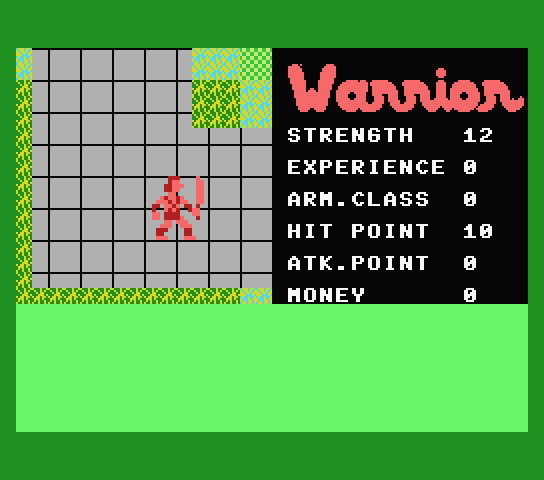 Warrior
STRENGTH 12
EXPERIENCE 0
ARM.CLASS 0
HIT POINT 10
ATK.POINT 0
MONEY 0